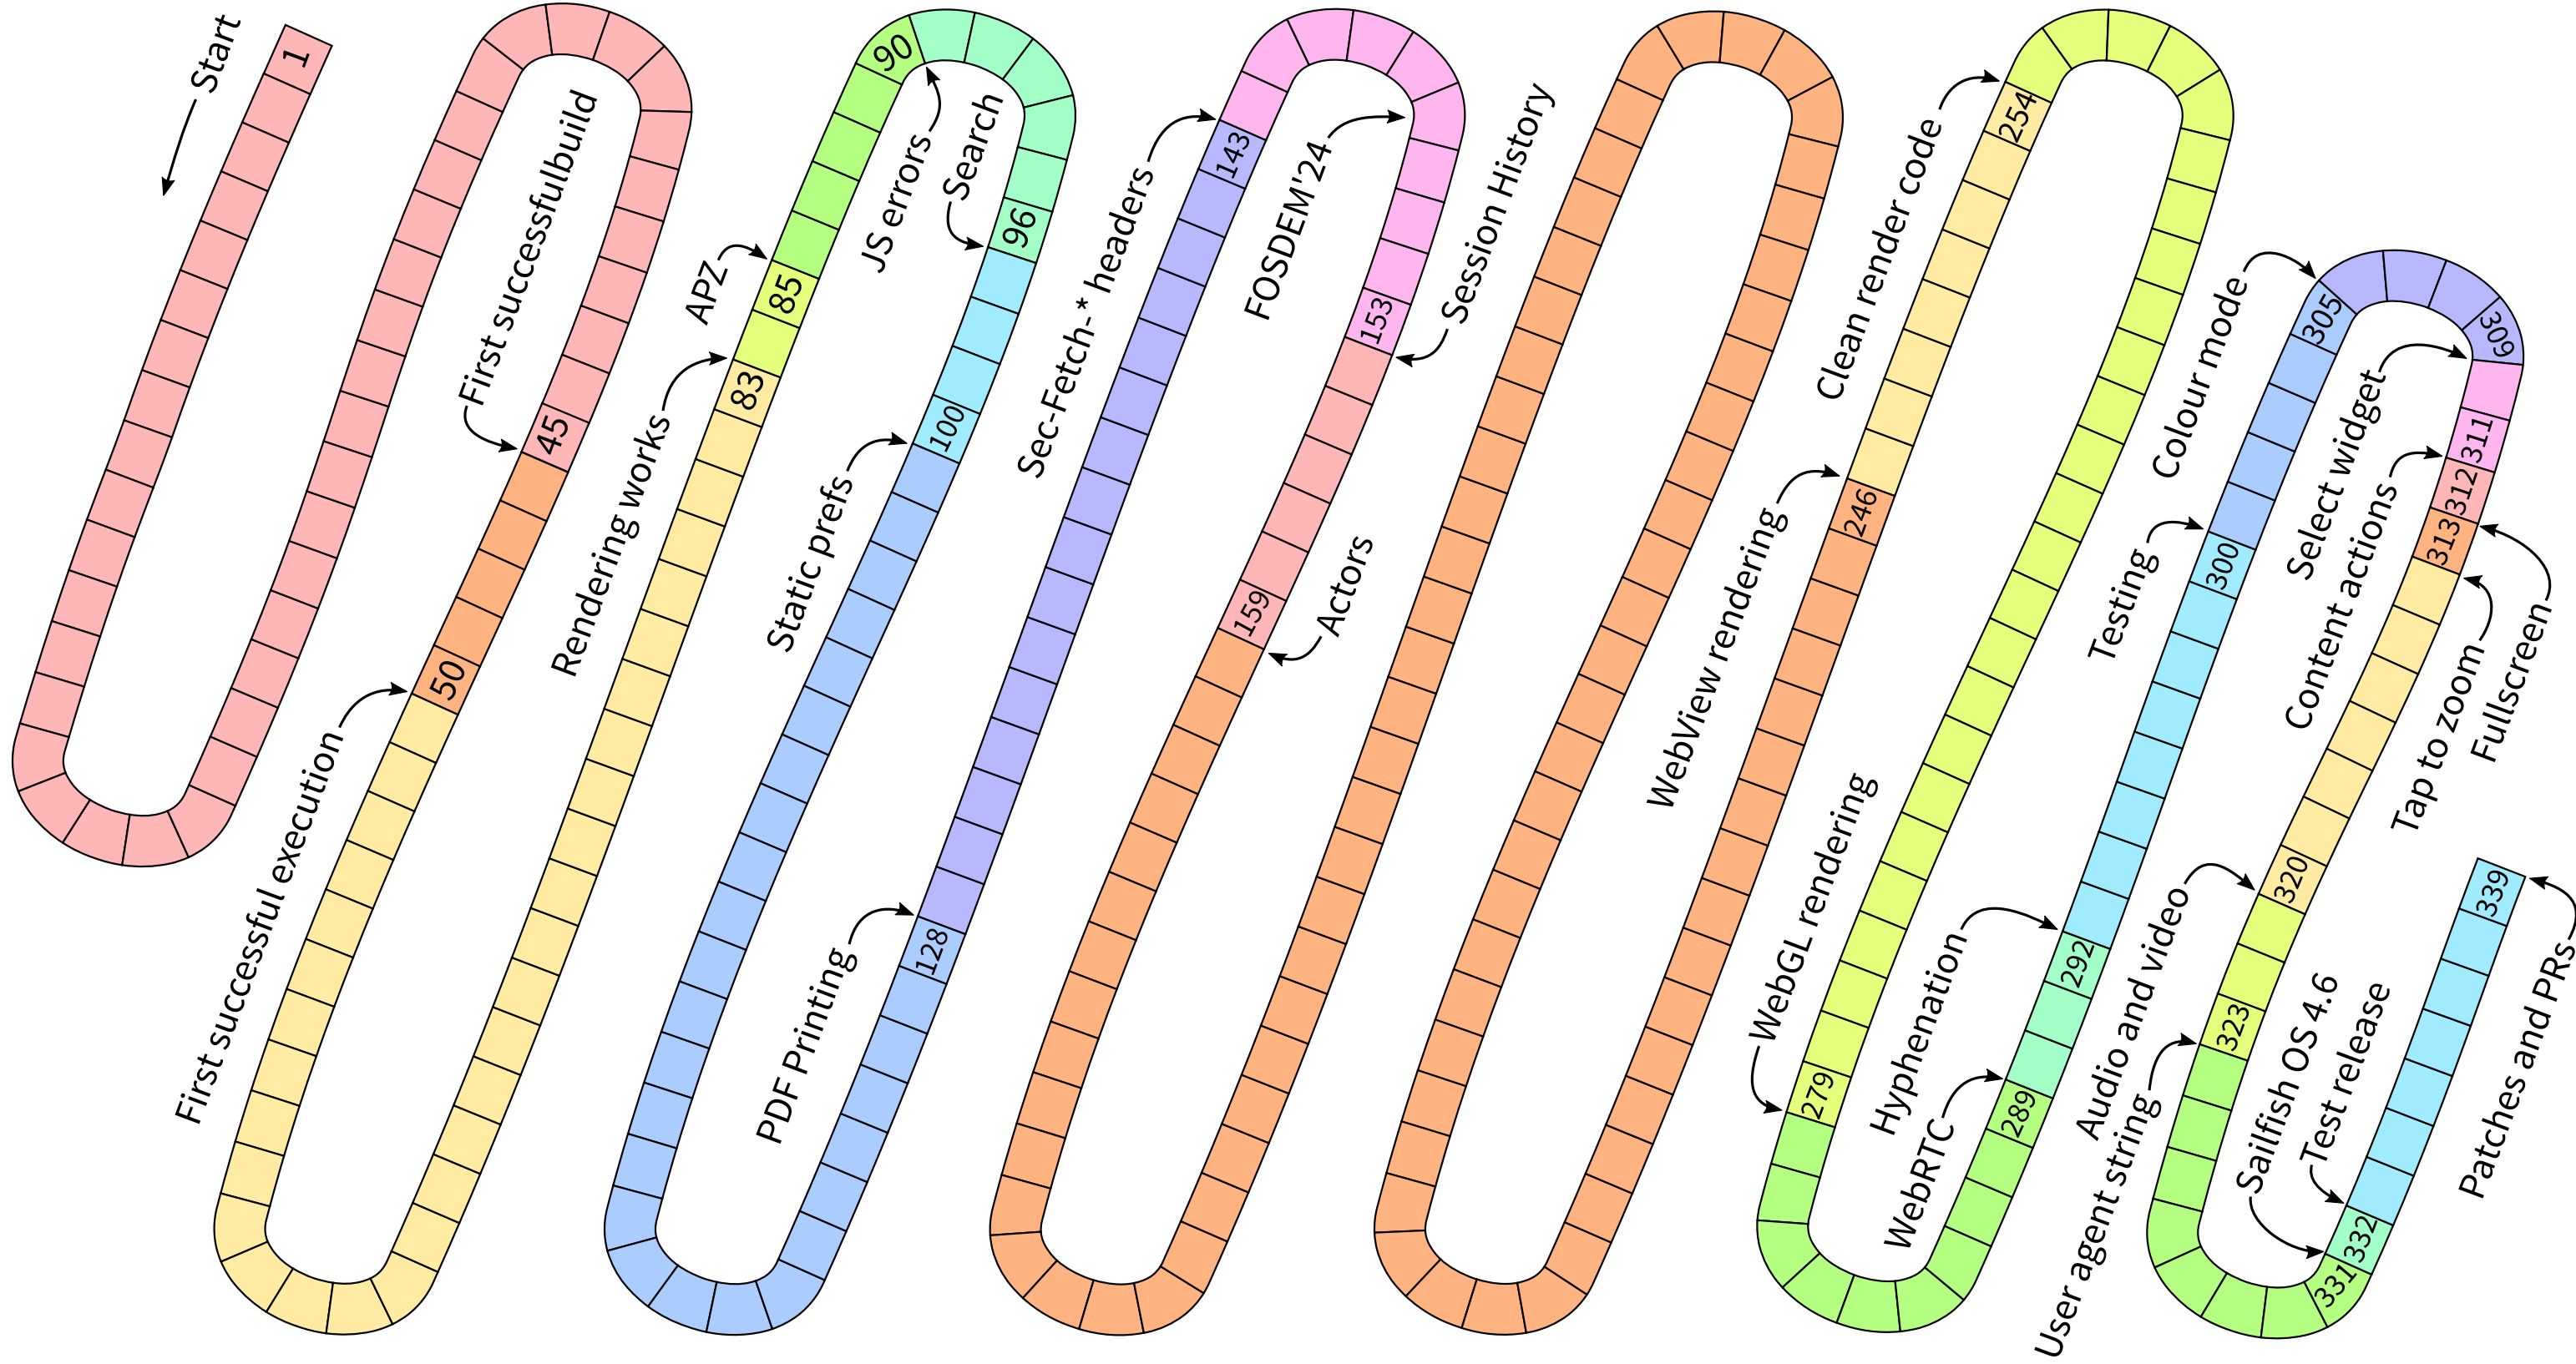 Start
1
First successfulbuild
45
50
First successful execution
Rendering works
83
APZ
85
JS errors
90
Search
96
Static prefs
100
PDF Printing
128
Sec-Fetch-* headers
143
FOSDEM'24
Session History
153
Actors
159
WebView rendering
246
Clean render code
254
WebGL rendering
279
WebRTC
289
Hyphenation
292
Testing
300
Colour mode
305
Select widget
309
Content actions
311
312
Fullscreen
313
Tap to zoom
Audio and video
320
User agent string
323
Sailfish OS 4.6
331
Test release
332
Patches and PRs
339